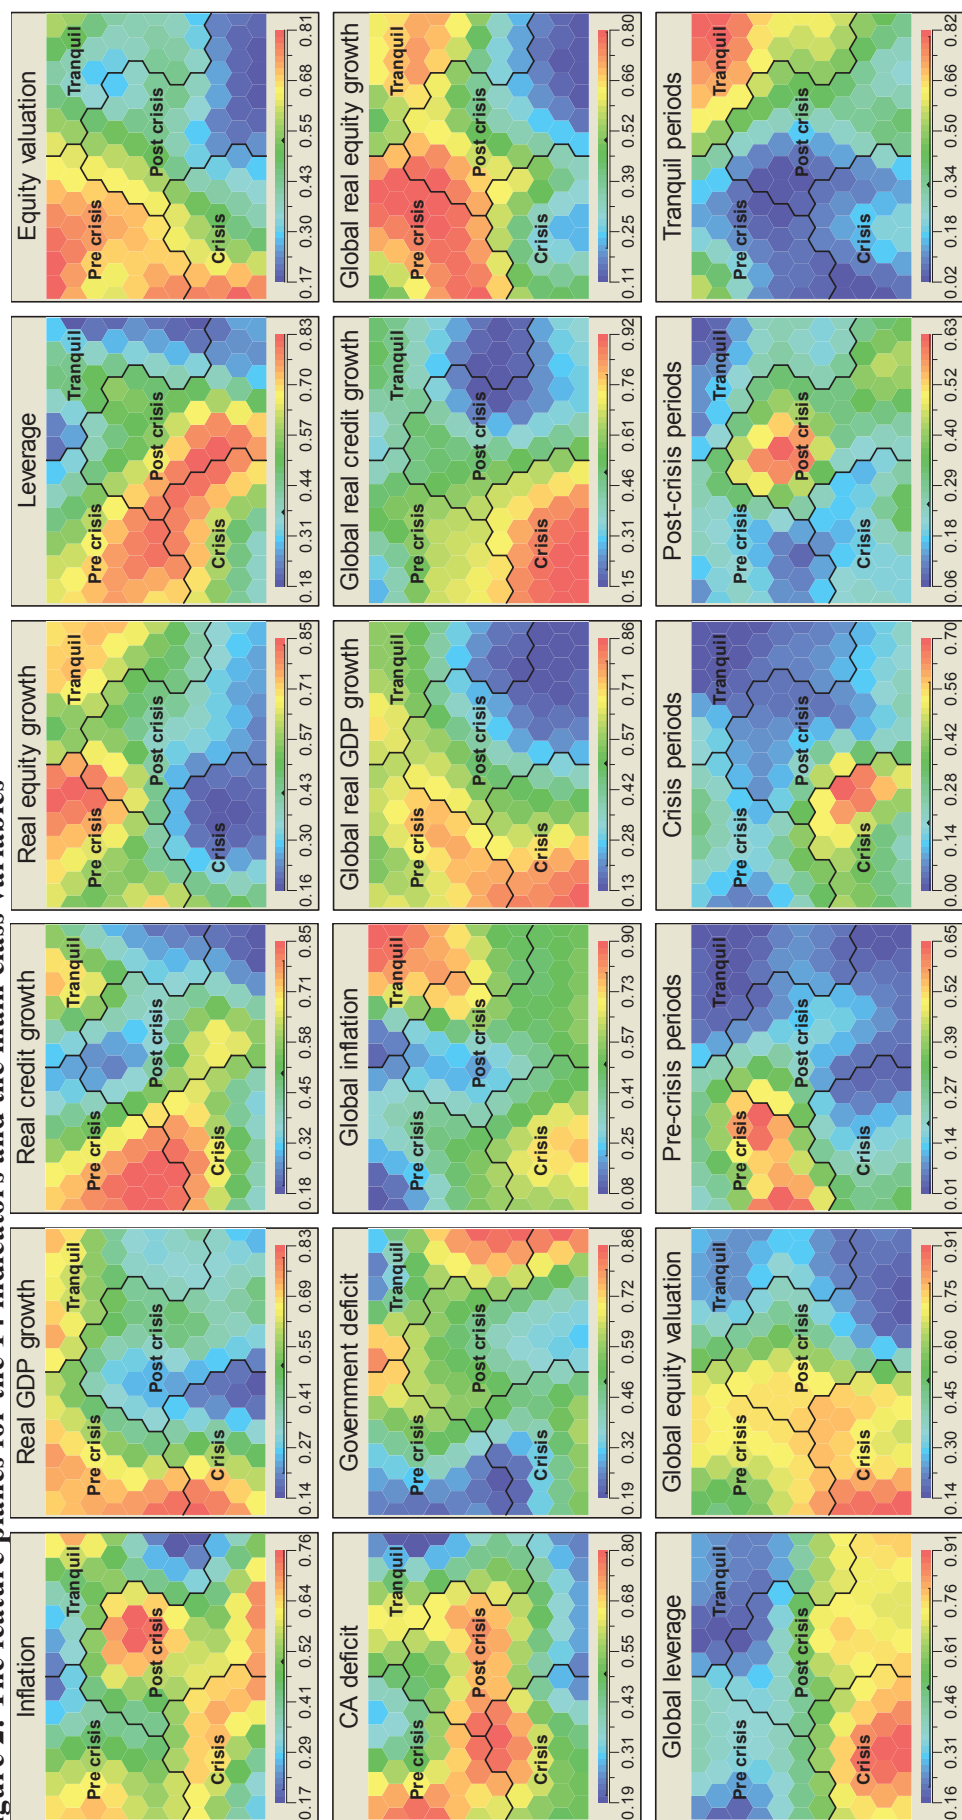 gure 2: The feature planes for the 14 indicators and the main class variables
Inflation
Pre crisis
Tranquil
Post crisis
Crisis
0.17 0.29 0.41 0.52 0.64 0.76
Real GDP growth
Pre crisis
Tranquil
Post crisis
Crisis
0.14 0.27 0.41 0.55 0.69 0.83
Real credit growth
Pre crisis
Tranquil
Post crisis
Crisis
0.18 0.32 0.45 0.58 0.71 0.85
Real equity growth
Pre crisis
Tranquil
Post crisis
Crisis
0.16 0.30 0.43 0.57 0.71 0.85
Leverage
Pre crisis
Tranquil
Post crisis
Crisis
0.18 0.31 0.44 0.57 0.70 0.83
Equity valuation
Pre crisis
Tranquil
Post crisis
Crisis
0.17 0.30 0.43 0.55 0.68 0.81
CA deficit
Pre crisis
Tranquil
Post crisis
Crisis
0.19 0.31 0.43 0.55 0.68 0.80
Government deficit
Pre crisis
Tranquil
Post crisis
Crisis
0.19 0.32 0.46 0.59 0.72 0.86
Global inflation
Pre crisis
Tranquil
Post crisis
Crisis
0.08 0.25 0.41 0.57 0.73 0.90
Global real GDP growth
Pre crisis
Tranquil
Post crisis
Crisis
0.13 0.28 0.42 0.57 0.71 0.86
Global real credit growth
Pre crisis
Tranquil
Post crisis
Crisis
0.15 0.31 0.46 0.61 0.76 0.92
Global real equity growth
Pre crisis
Tranquil
Post crisis
Crisis
0.11 0.25 0.39 0.52 0.66 0.80
Global leverage
Pre crisis
Tranquil
Post crisis
Crisis
0.16 0.31 0.46 0.61 0.76 0.91
Global equity valuation
Pre crisis
Tranquil
Post crisis
Crisis
0.14 0.30 0.45 0.60 0.75 0.91
Pre-crisis periods
Pre crisis
Tranquil
Post crisis
Crisis
0.01 0.14 0.27 0.39 0.52 0.65
Crisis periods
Pre crisis
Tranquil
Post crisis
Crisis
0.00 0.14 0.28 0.42 0.56 0.70
Post-crisis periods
Pre crisis
Tranquil
Post crisis
Crisis
0.06 0.18 0.29 0.40 0.52 0.63
Tranquil periods
Pre crisis
Tranquil
Post crisis
Crisis
0.02 0.18 0.34 0.50 0.66 0.82